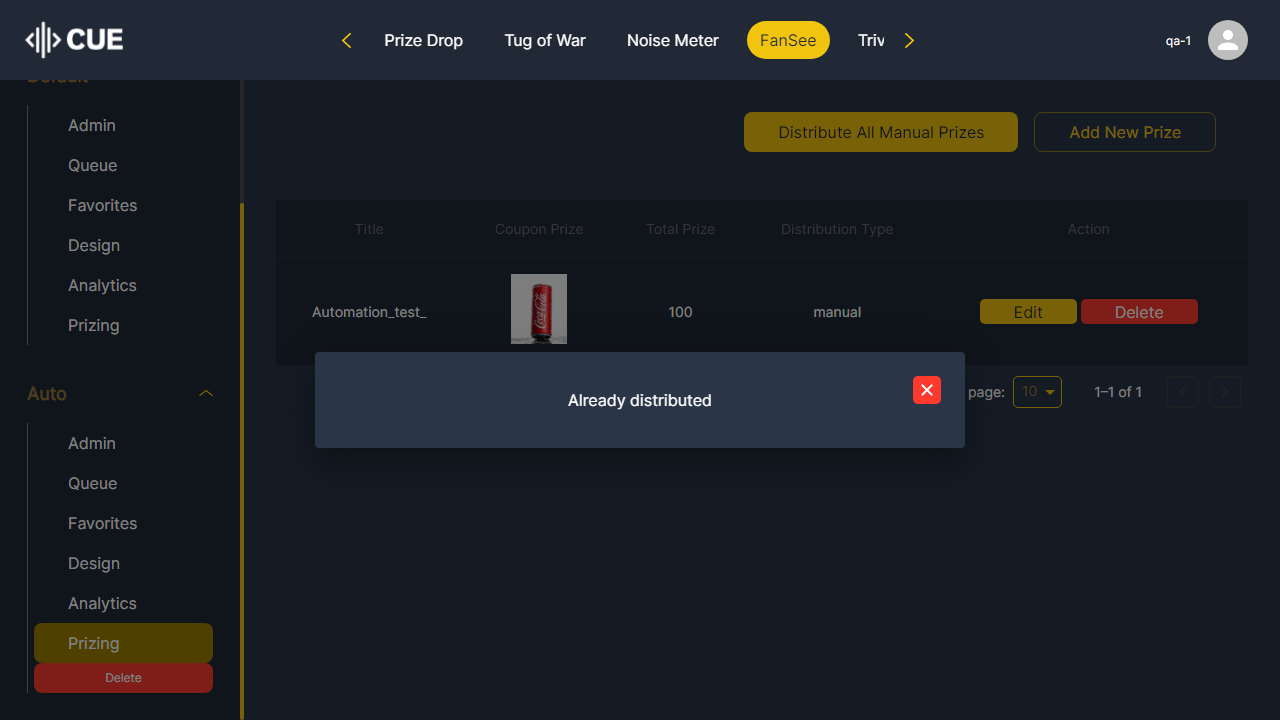 CUE
Prize Drop
Tug of War
Noise Meter
FanSee
Triv
qa-1
Default
Admin
Queue
Favorites
Design
Analytics
Prizing
Auto
Admin
Queue
Favorites
Design
Analytics
Prizing
Delete
Distribute All Manual Prizes
Add New Prize
Title Coupon Prize Total Prize Distribution Type Action
Automation_test_ Coca-Cola 100 manual Edit Delete
Already distributed
page: 10 1–1 of 1